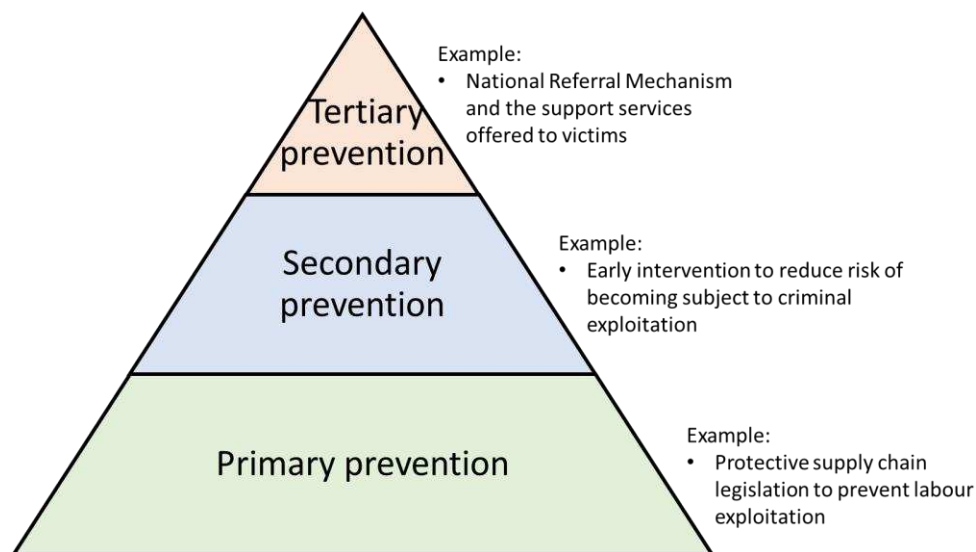 Example:
• National Referral Mechanism
and the support services
offered to victims
Tertiary
prevention
Example:
• Early intervention to reduce risk of
becoming subject to criminal
exploitation
Secondary
prevention
Example:
• Protective supply chain
legislation to prevent labour
exploitation
Primary prevention